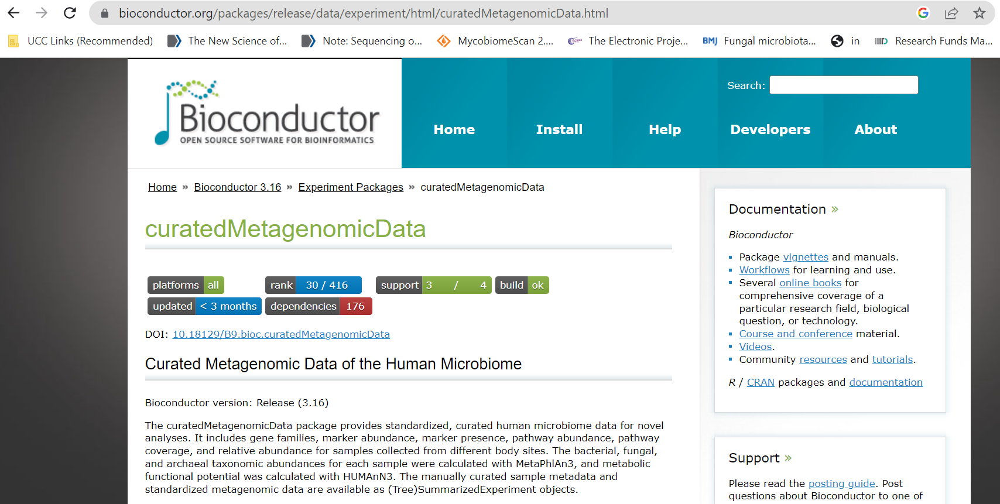 bioconductor.org/packages/release/data/experiment/html/curatedMetagenomicData.html
UCC Links (Recommended) The New Science of... Note: Sequencing o... MycobiomeScan 2.... The Electronic Proje... BMJ Fungal microbiota... in Research Funds Ma...
Bioconductor
OPEN SOURCE SOFTWARE FOR BIOINFORMATICS
Search:
Home Install Help Developers About
Home » Bioconductor 3.16 » Experiment Packages » curatedMetagenomicData
curatedMetagenomicData
platforms all rank 30 / 416 support 3 / 4 build ok
updated < 3 months dependencies 176
DOI: 10.18129/B9.bioc.curatedMetagenomicData
Curated Metagenomic Data of the Human Microbiome
Bioconductor version: Release (3.16)
The curatedMetagenomicData package provides standardized, curated human microbiome data for novel
analyses. It includes gene families, marker abundance, marker presence, pathway abundance, pathway
coverage, and relative abundance for samples collected from different body sites. The bacterial, fungal,
and archaeal taxonomic abundances for each sample were calculated with MetaPhlAn3, and metabolic
functional potential was calculated with HUMAnN3. The manually curated sample metadata and
standardized metagenomic data are available as (Tree)SummarizedExperiment objects.
Documentation »
Bioconductor
Package vignettes and manuals.
Workflows for learning and use.
Several online books for
comprehensive coverage of a
particular research field, biological
question, or technology.
Course and conference material.
Videos.
Community resources and tutorials.
R / CRAN packages and documentation
Support »
Please read the posting guide. Post
questions about Bioconductor to one of